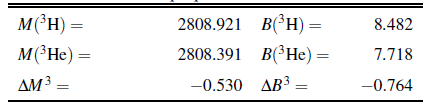 M(³H) = 2808.921 B(³H) = 8.482
M(³He) = 2808.391 B(³He) = 7.718
ΔM³ = −0.530 ΔB³ = −0.764